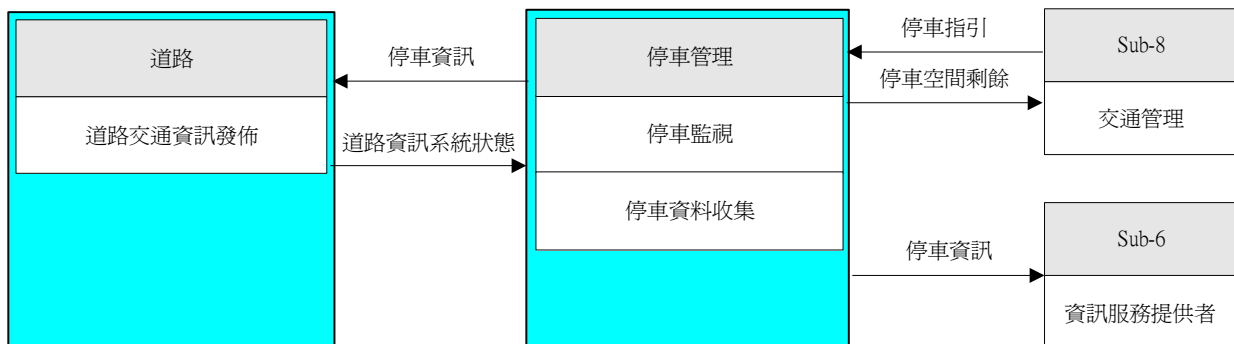 道路
道路交通資訊發佈
停車資訊
道路資訊系統狀態
停車管理
停車監視
停車資料收集
停車指引
停車空間剩餘
Sub-8
交通管理
停車資訊
Sub-6
資訊服務提供者